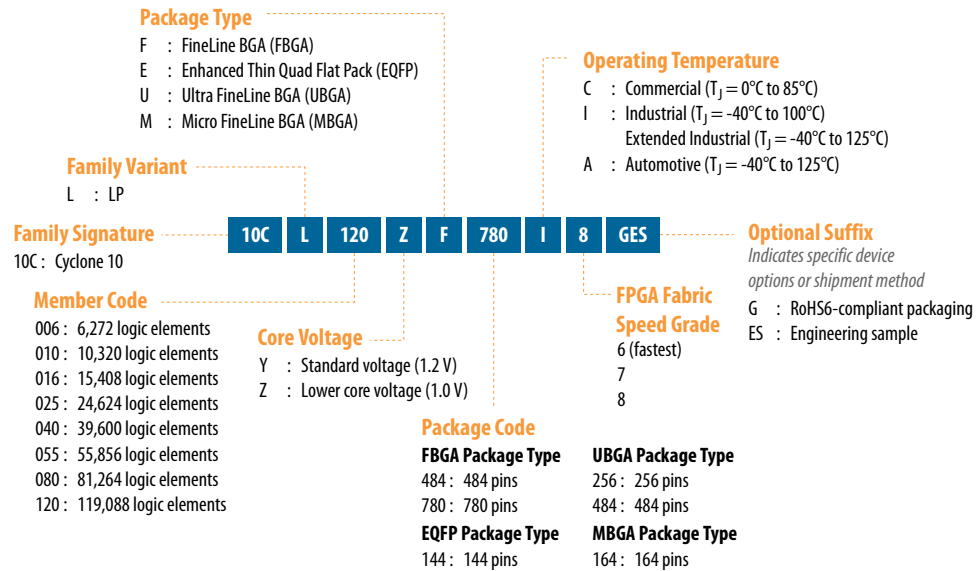 Package Type
F : FineLine BGA (FBGA)
E : Enhanced Thin Quad Flat Pack (EQFP)
U : Ultra FineLine BGA (UBGA)
M : Micro FineLine BGA (MBGA)
Operating Temperature
C : Commercial (TJ = 0°C to 85°C)
I : Industrial (TJ = -40°C to 100°C)
Extended Industrial (TJ = -40°C to 125°C)
A : Automotive (TJ = -40°C to 125°C)
Family Variant
L : LP
Family Signature
10C : Cyclone 10
10C L 120 Z F 780 I 8 GES
Optional Suffix
Indicates specific device
options or shipment method
G : RoHS6-compliant packaging
ES : Engineering sample
Member Code
006 : 6,272 logic elements
010 : 10,320 logic elements
016 : 15,408 logic elements
025 : 24,624 logic elements
040 : 39,600 logic elements
055 : 55,856 logic elements
080 : 81,264 logic elements
120 : 119,088 logic elements
Core Voltage
Y : Standard voltage (1.2 V)
Z : Lower core voltage (1.0 V)
FPGA Fabric
Speed Grade
6 (fastest)
7
8
Package Code
FBGA Package Type
484 : 484 pins
780 : 780 pins
EQFP Package Type
144 : 144 pins
UBGA Package Type
256 : 256 pins
484 : 484 pins
MBGA Package Type
164 : 164 pins